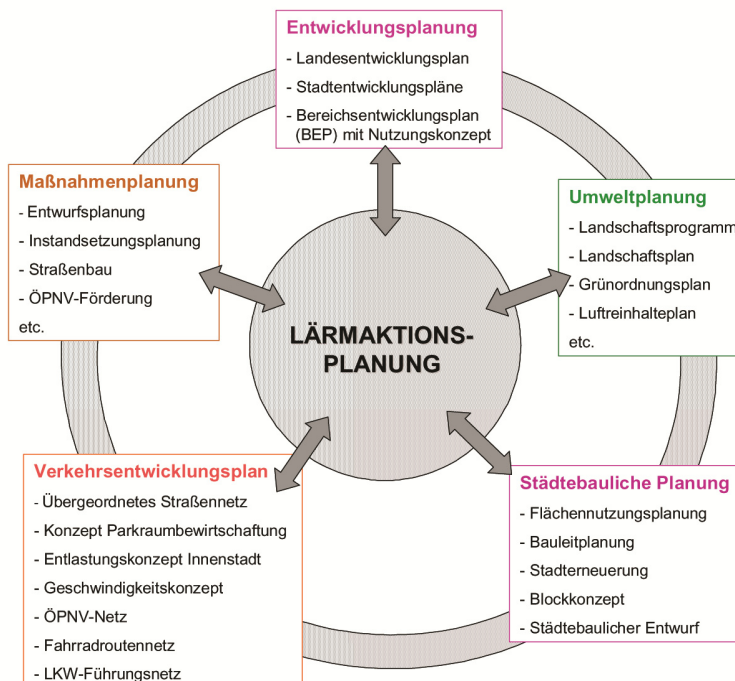 Entwicklungsplanung
- Landesentwicklungsplan
- Stadtentwicklungspläne
- Bereichsentwicklungsplan
(BEP) mit Nutzungskonzept
Maßnahmenplanung
- Entwurfsplanung
- Instandsetzungsplanung
- Straßenbau
- ÖPNV-Förderung
etc.
Umweltplanung
- Landschaftsprogramm
- Landschaftsplan
- Grünordnungsplan
- Luftreinhalteplan
etc.
LÄRMAKTIONS-
PLANUNG
Verkehrsentwicklungsplan
- Übergeordnetes Straßennetz
- Konzept Parkraumbewirtschaftung
- Entlastungskonzept Innenstadt
- Geschwindigkeitskonzept
- ÖPNV-Netz
- Fahrradroutennetz
- LKW-Führungsnetz
Städtebauliche Planung
- Flächennutzungsplanung
- Bauleitplanung
- Stadterneuerung
- Blockkonzept
- Städtebaulicher Entwurf